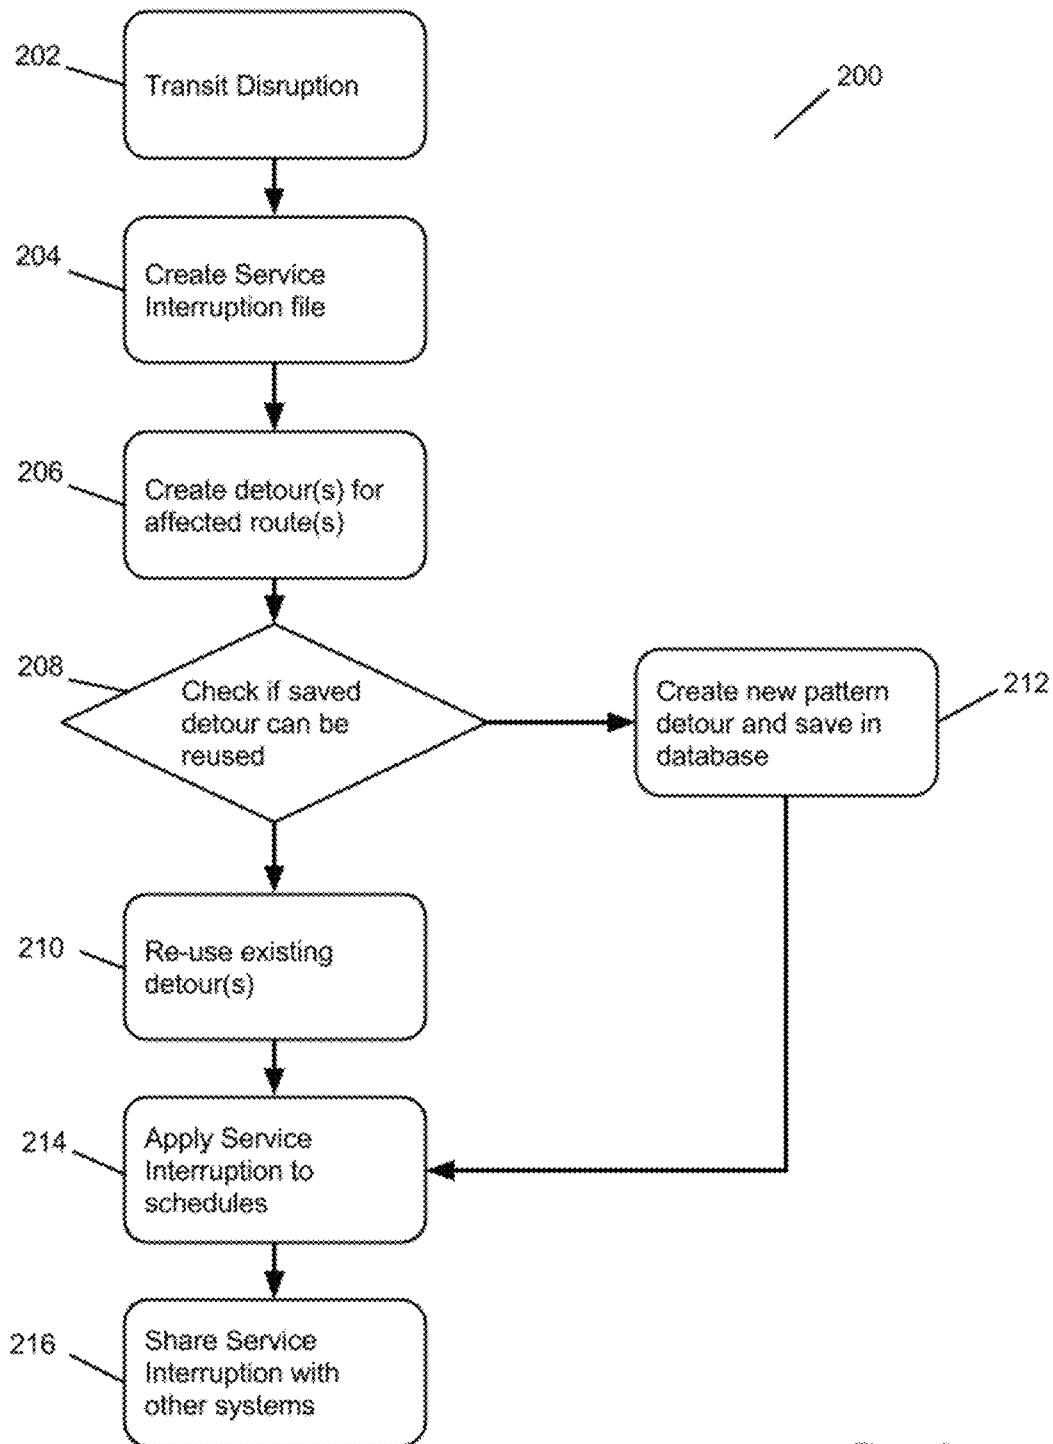 202
Transit Disruption
200
204
Create Service
Interruption file
206
Create detour(s) for
affected route(s)
208
Check if saved
detour can be
reused
Create new pattern
detour and save in
database
212
210
Re-use existing
detour(s)
214
Apply Service
Interruption to
schedules
216
Share Service
Interruption with
other systems